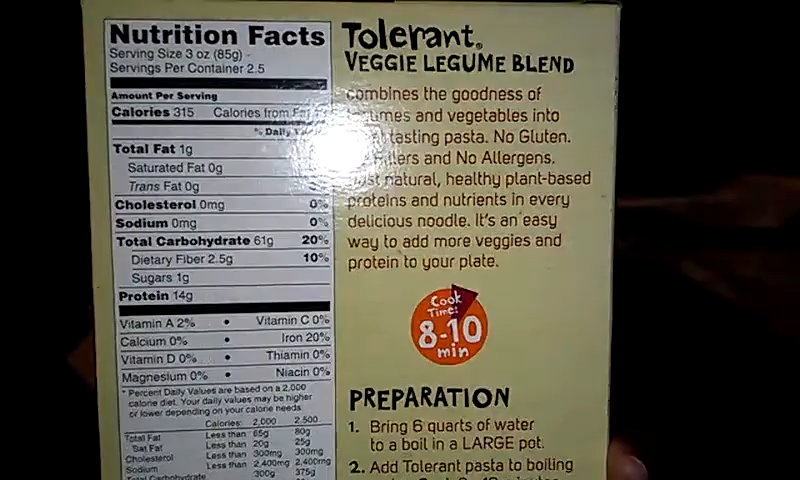 Nutrition Facts
Serving Size 3 oz (85g)
Servings Per Container 2.5
Amount Per Serving
Calories 315 Calories from
% Daily
Total Fat 1g
Saturated Fat 0g
Trans Fat 0g
Cholesterol 0mg 0%
Sodium 0mg 0%
Total Carbohydrate 61g 20%
Dietary Fiber 2.5g 10%
Sugars 1g
Protein 14g
Vitamin A 2% • Vitamin C 0%
Calcium 0% • Iron 20%
Vitamin D 0% • Thiamin 0%
Magnesium 0% • Niacin 0%
* Percent Daily Values are based on a 2,000
calorie diet. Your daily values may be higher
or lower depending on your calorie needs.
Calories: 2,000 2,500
Total Fat Less than 65g 80g
Sat Fat Less than 20g 25g
Cholesterol Less than 300mg 300mg
Sodium Less than 2,400mg 2,400mg
Total Carbohydrate 300g 375g
Tolerant®
VEGGIE LEGUME BLEND
combines the goodness of
and vegetables into
tasting pasta. No Gluten.
and No Allergens.
natural, healthy plant-based
proteins and nutrients in every
delicious noodle. It's an easy
way to add more veggies and
protein to your plate.
Cook
Time:
8-10
min
PREPARATION
1. Bring 6 quarts of water
to a boil in a LARGE pot.
2. Add Tolerant pasta to boiling